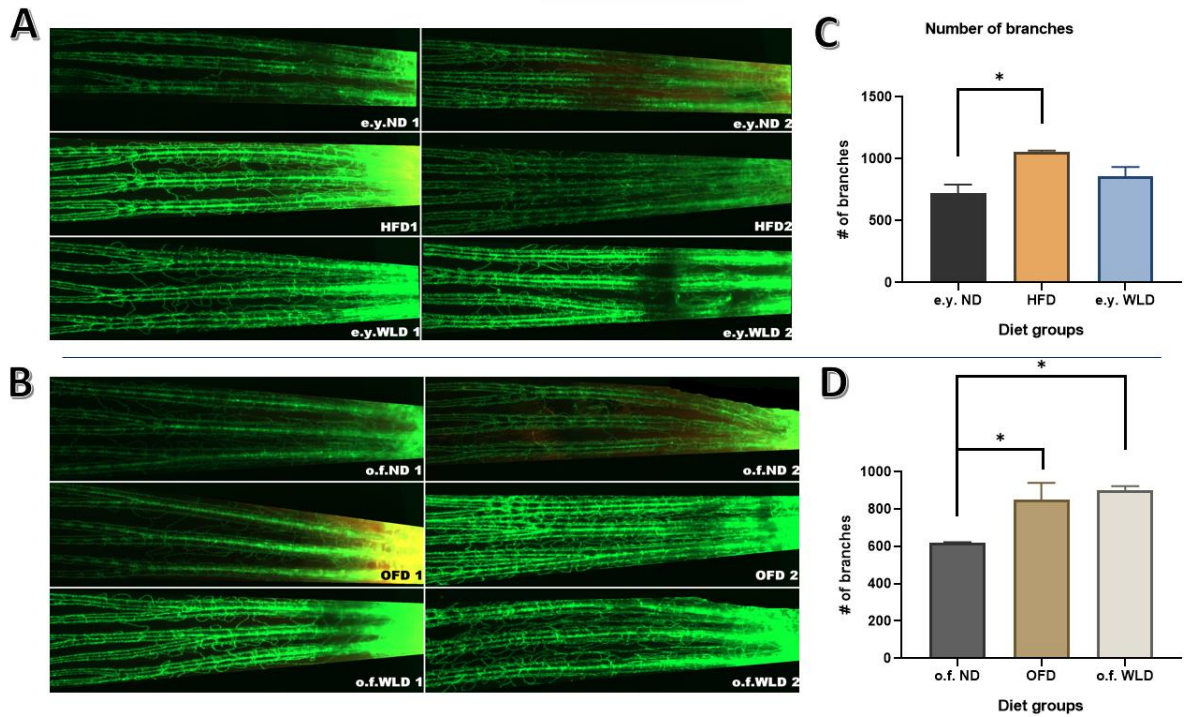 A
e.y.ND 1
e.y.ND 2
HFD1
HFD2
e.y.WLD 1
e.y.WLD 2
C
Number of branches
*
1500
1000
500
0
# of branches
e.y. ND HFD e.y. WLD
Diet groups
B
o.f.ND 1
o.f.ND 2
OFD 1
OFD 2
o.f.WLD 1
o.f.WLD 2
D
*
*
1000
800
600
400
200
0
# of branches
o.f. ND OFD o.f. WLD
Diet groups